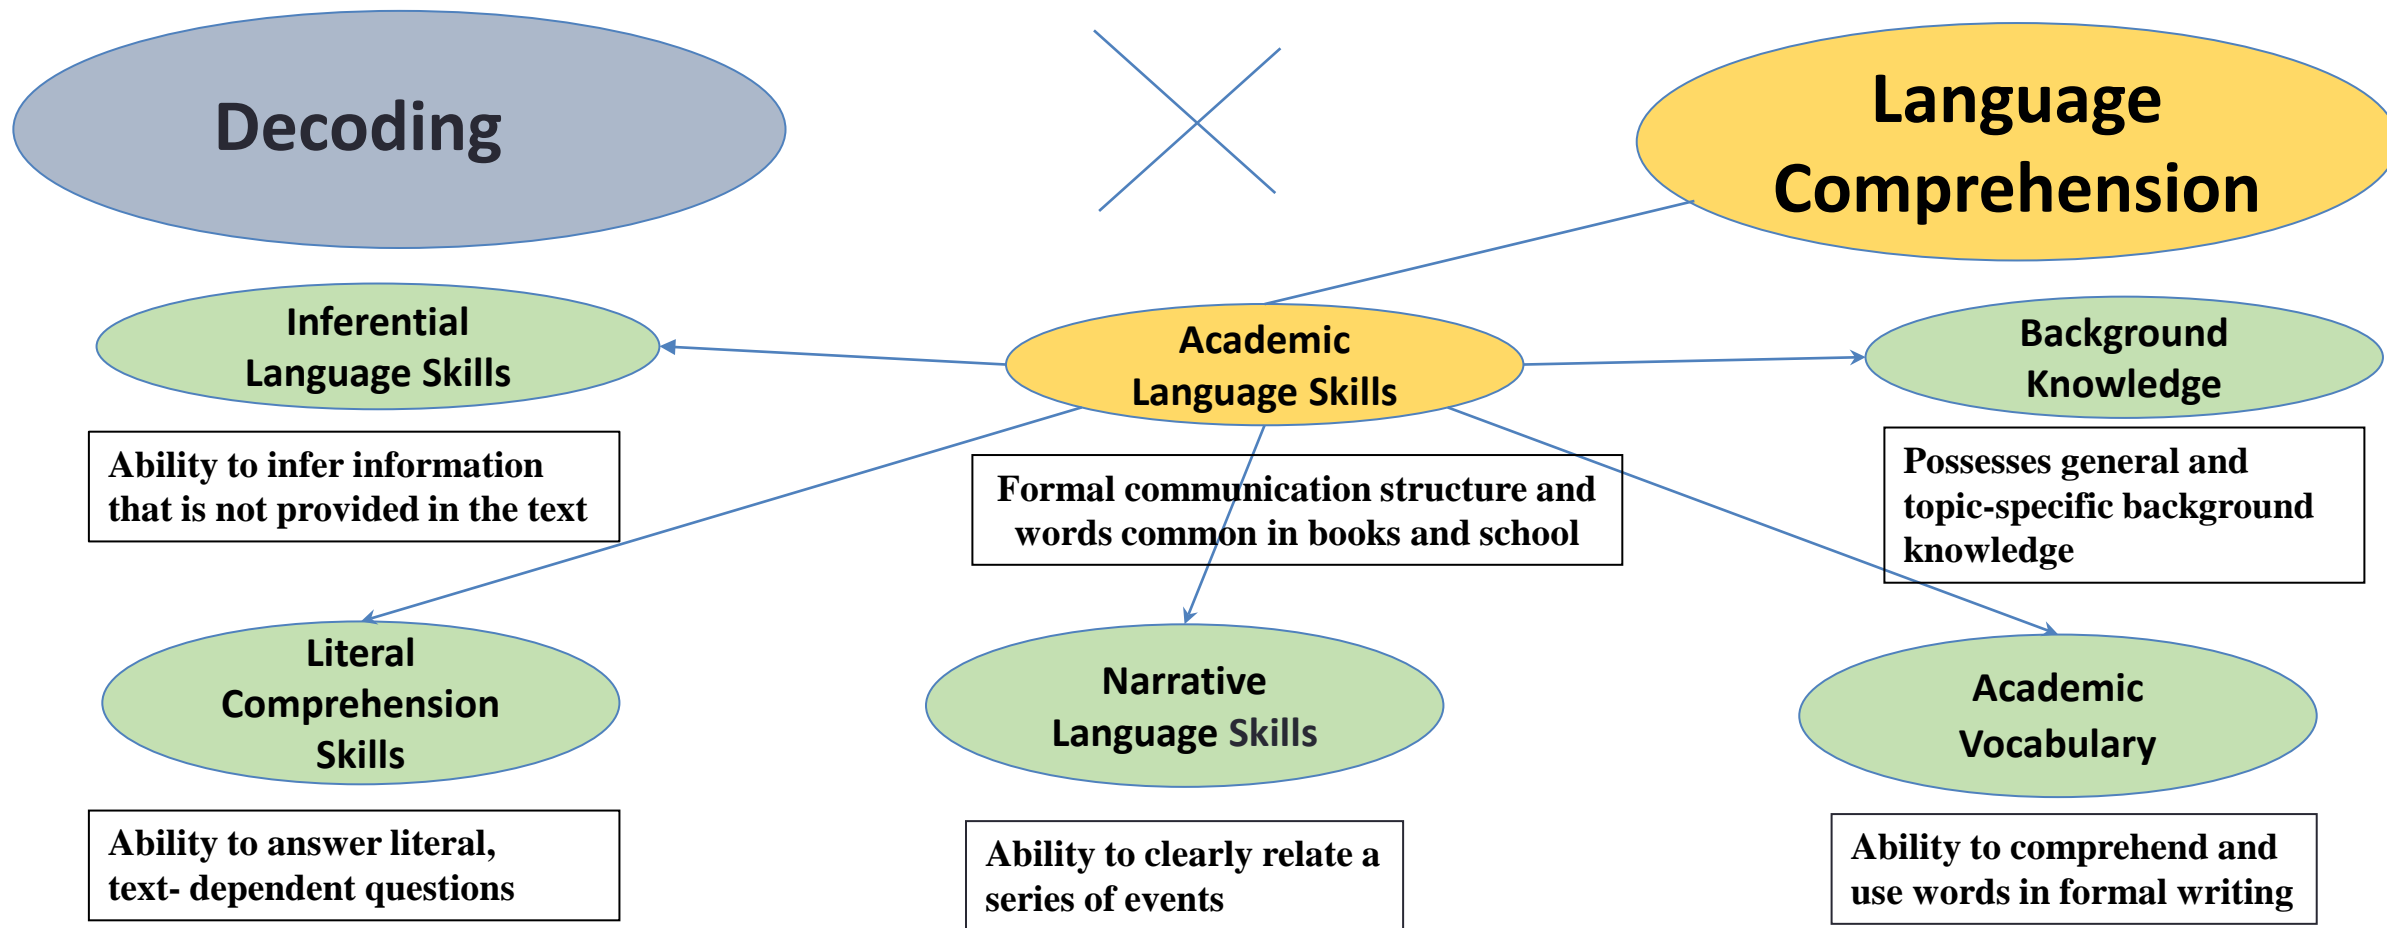 Decoding
Language
Comprehension
Inferential
Language Skills
Academic
Language Skills
Background
Knowledge
Ability to infer information
that is not provided in the text
Formal communication structure and
words common in books and school
Possesses general and
topic-specific background
knowledge
Literal
Comprehension
Skills
Narrative
Language Skills
Academic
Vocabulary
Ability to answer literal,
text- dependent questions
Ability to clearly relate a
series of events
Ability to comprehend and
use words in formal writing